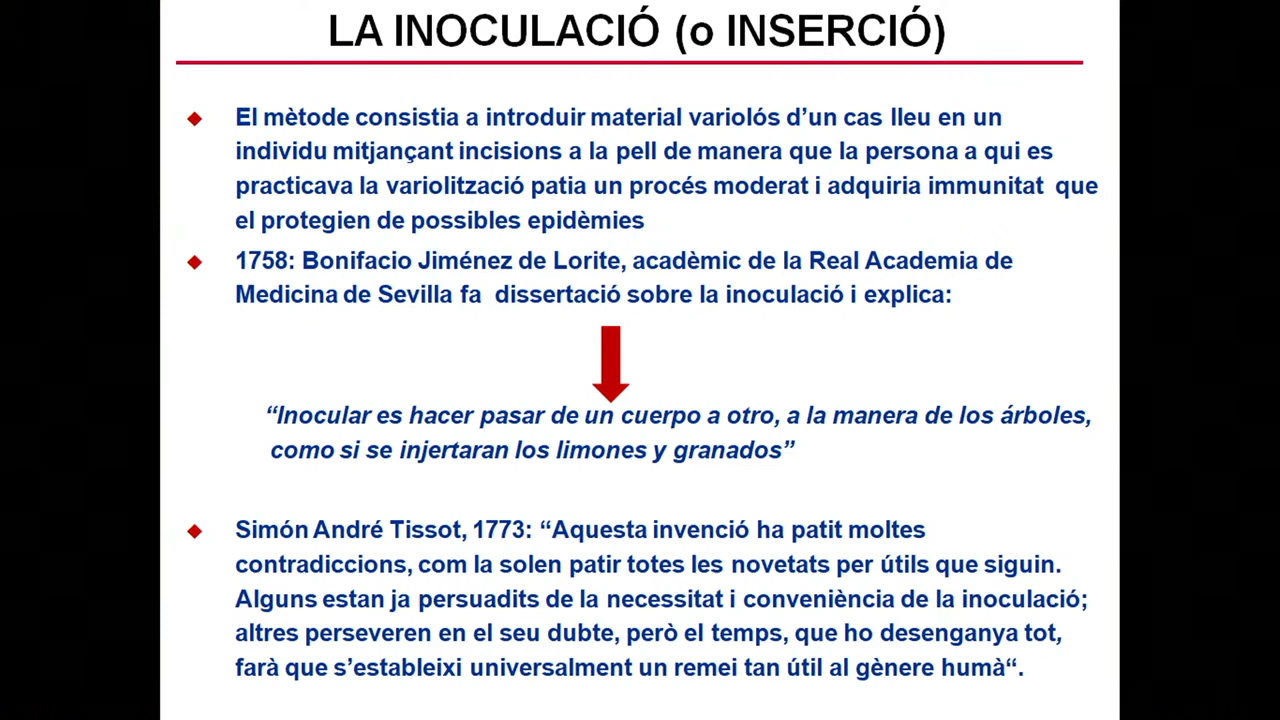 LA INOCULACIÓ (o INSERCIÓ)
El mètode consistia a introduir material variolós d’un cas lleu en un
individu mitjançant incisions a la pell de manera que la persona a qui es
practicava la variolització patia un procés moderat i adquiria immunitat que
el protegien de possibles epidèmies
1758: Bonifacio Jiménez de Lorite, acadèmic de la Real Academia de
Medicina de Sevilla fa dissertació sobre la inoculació i explica:
“Inocular es hacer pasar de un cuerpo a otro, a la manera de los árboles,
como si se injertaran los limones y granados”
Simón André Tissot, 1773: “Aquesta invenció ha patit moltes
contradiccions, com la solen patir totes les novetats per útils que siguin.
Alguns estan ja persuadits de la necessitat i conveniència de la inoculació;
altres perseveren en el seu dubte, però el temps, que ho desenganya tot,
farà que s’estableixi universalment un remei tan útil al gènere humà“.